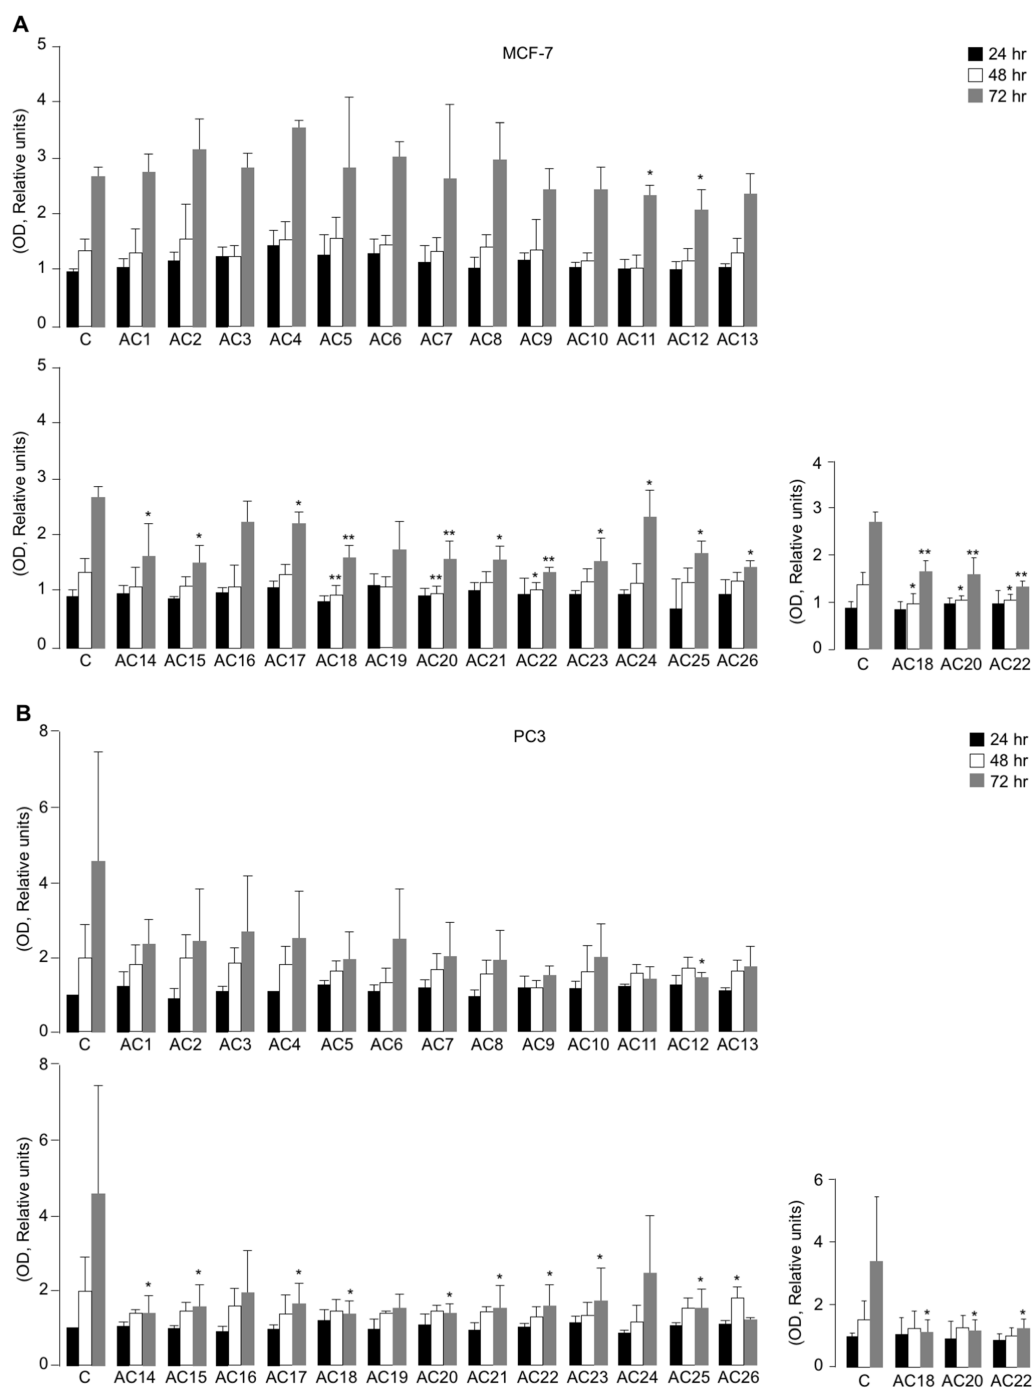 A
MCF-7
24 hr
48 hr
72 hr
(OD, Relative units)
5
4
3
2
1
0
C AC1 AC2 AC3 AC4 AC5 AC6 AC7 AC8 AC9 AC10 AC11 AC12 AC13
* *
(OD, Relative units)
5
4
3
2
1
0
* * * ** ** ** ** * * ** * * * *
C AC14 AC15 AC16 AC17 AC18 AC19 AC20 AC21 AC22 AC23 AC24 AC25 AC26
(OD, Relative units)
4
3
2
1
0
* ** * ** * **
C AC18 AC20 AC22
B
PC3
24 hr
48 hr
72 hr
(OD, Relative units)
8
6
4
2
0
*
C AC1 AC2 AC3 AC4 AC5 AC6 AC7 AC8 AC9 AC10 AC11 AC12 AC13
(OD, Relative units)
8
6
4
2
0
* * * * * * * * * *
C AC14 AC15 AC16 AC17 AC18 AC19 AC20 AC21 AC22 AC23 AC24 AC25 AC26
(OD, Relative units)
6
4
2
0
* * *
C AC18 AC20 AC22